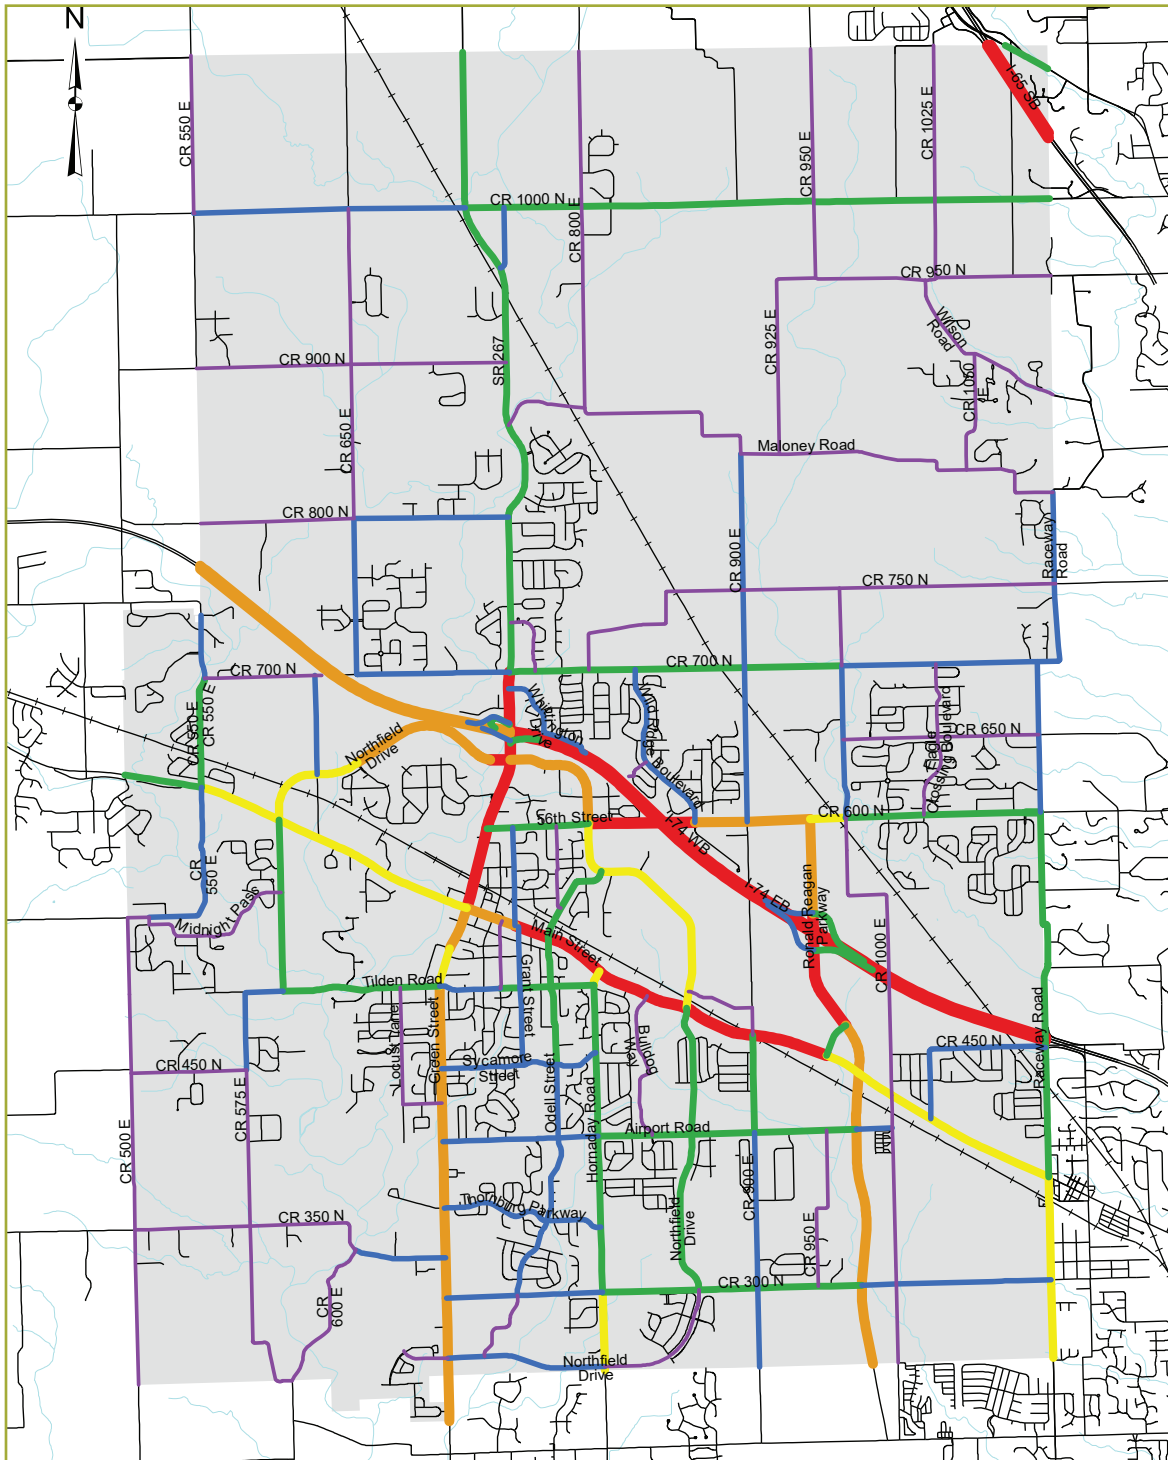 N
I-65 SB
CR 550 E
CR 950 E
CR 1025 E
CR 1000 N
CR 800 E
CR 950 N
Wilson
Road
CR 925 E
SR 267
CR 900 N
CR 1050
E
CR 650 E
Maloney Road
CR 800 N
Raceway
Road
CR 900 E
CR 750 N
CR 700 N
CR 700 N
CR 550 E
CR 550 E
Whittington
Drive
Wild Ridge
Boulevard
Eagle
Crossing Boulevard
CR 650 N
Northfield
Drive
56th Street
I-74 WB
CR 600 N
CR
550 E
Midnight Pass
I-74 EB
Ronald Reagan
Parkway
CR 1000 E
Main Street
Grant Street
Tilden Road
Locust Lane
Green Street
Odell Street
Hornaday Road
Bulldog
Way
Raceway Road
CR 450 N
CR 450 N
Sycamore
Street
CR 575 E
CR 500 E
Airport Road
CR 900 E
Thornburg Parkway
CR 350 N
Northfield
Drive
CR 950 E
CR
600 E
CR 300 N
Northfield
Drive